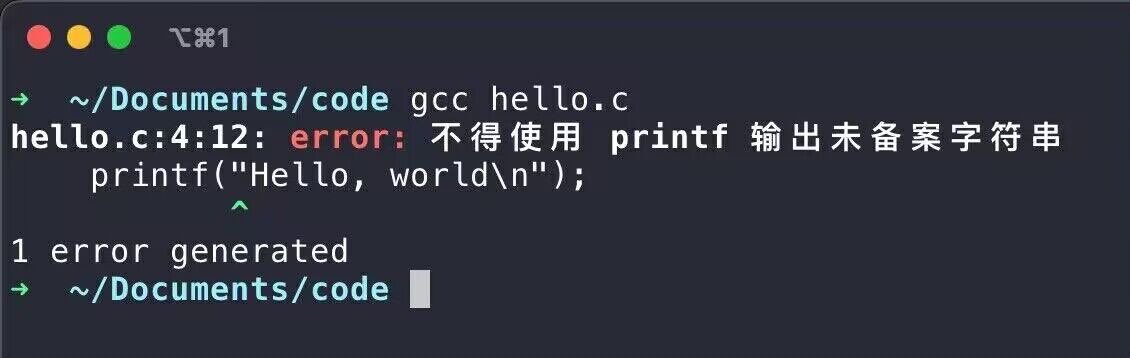 ⌥⌘1
➜ ~/Documents/code gcc hello.c
hello.c:4:12: error: 不得使用 printf 输出未备案字符串
    printf("Hello, world\n");
           ^
1 error generated
➜ ~/Documents/code